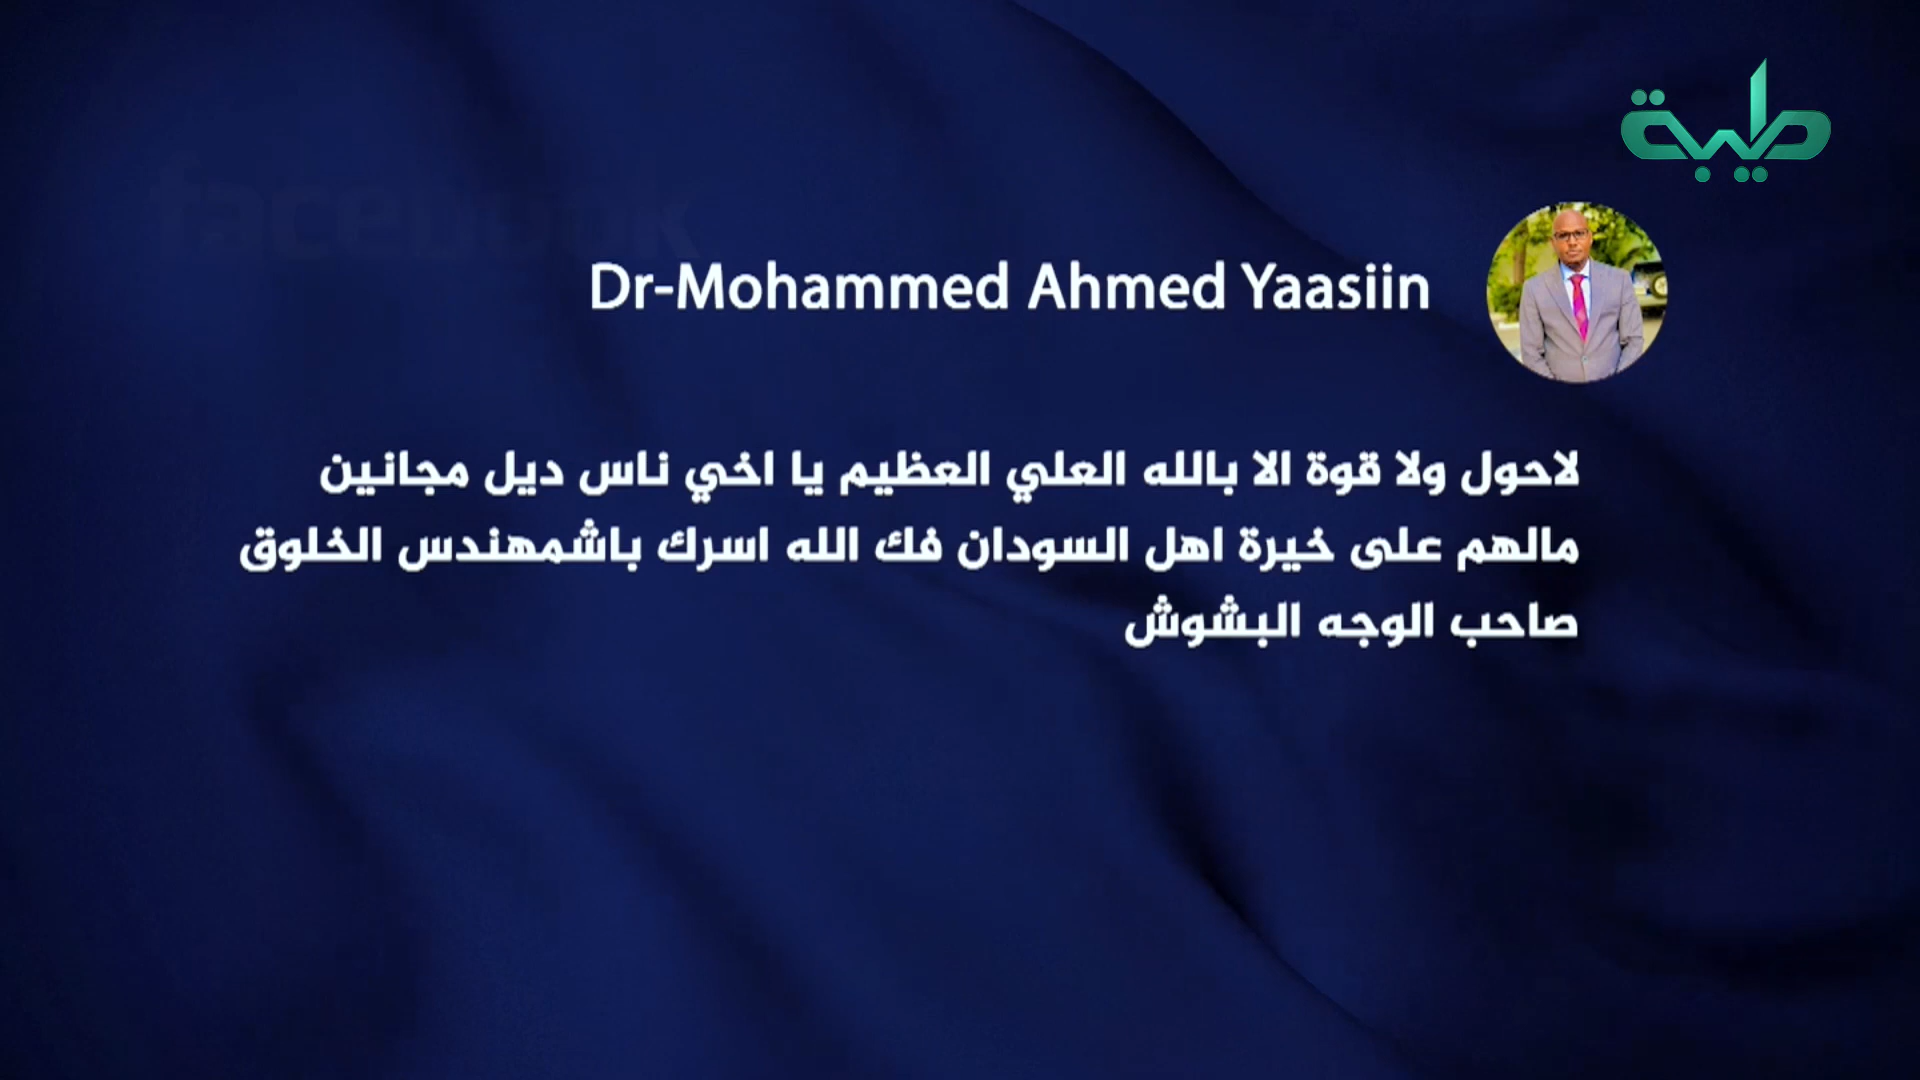 طيبة
facebook
Dr-Mohammed Ahmed Yaasiin
لاحول ولا قوة الا بالله العلي العظيم يا اخي ناس ديل مجانين
مالهم على خيرة اهل السودان فك الله اسرك باشمهندس الخلوق
صاحب الوجه البشوش